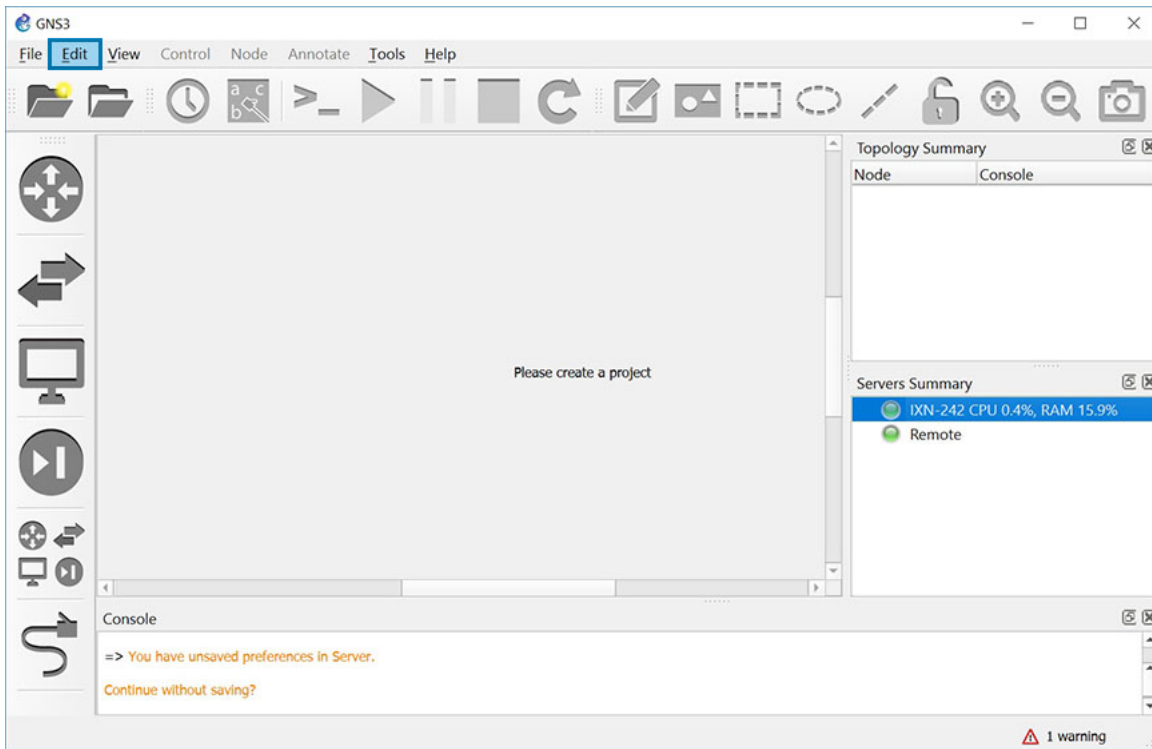 GNS3
File Edit View Control Node Annotate Tools Help
a c
b
>_
Topology Summary
Node Console
Please create a project
Servers Summary
IXN-242 CPU 0.4%, RAM 15.9%
Remote
Console
=> You have unsaved preferences in Server.
Continue without saving?
1 warning